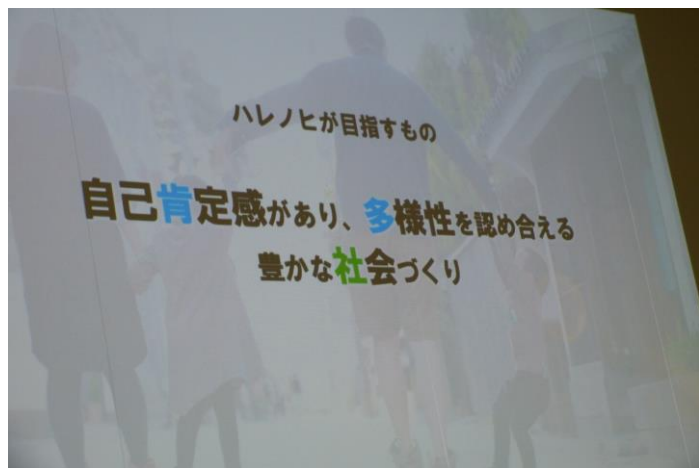 ハレノヒが目指すもの
自己肯定感があり、多様性を認め合える
豊かな社会づくり